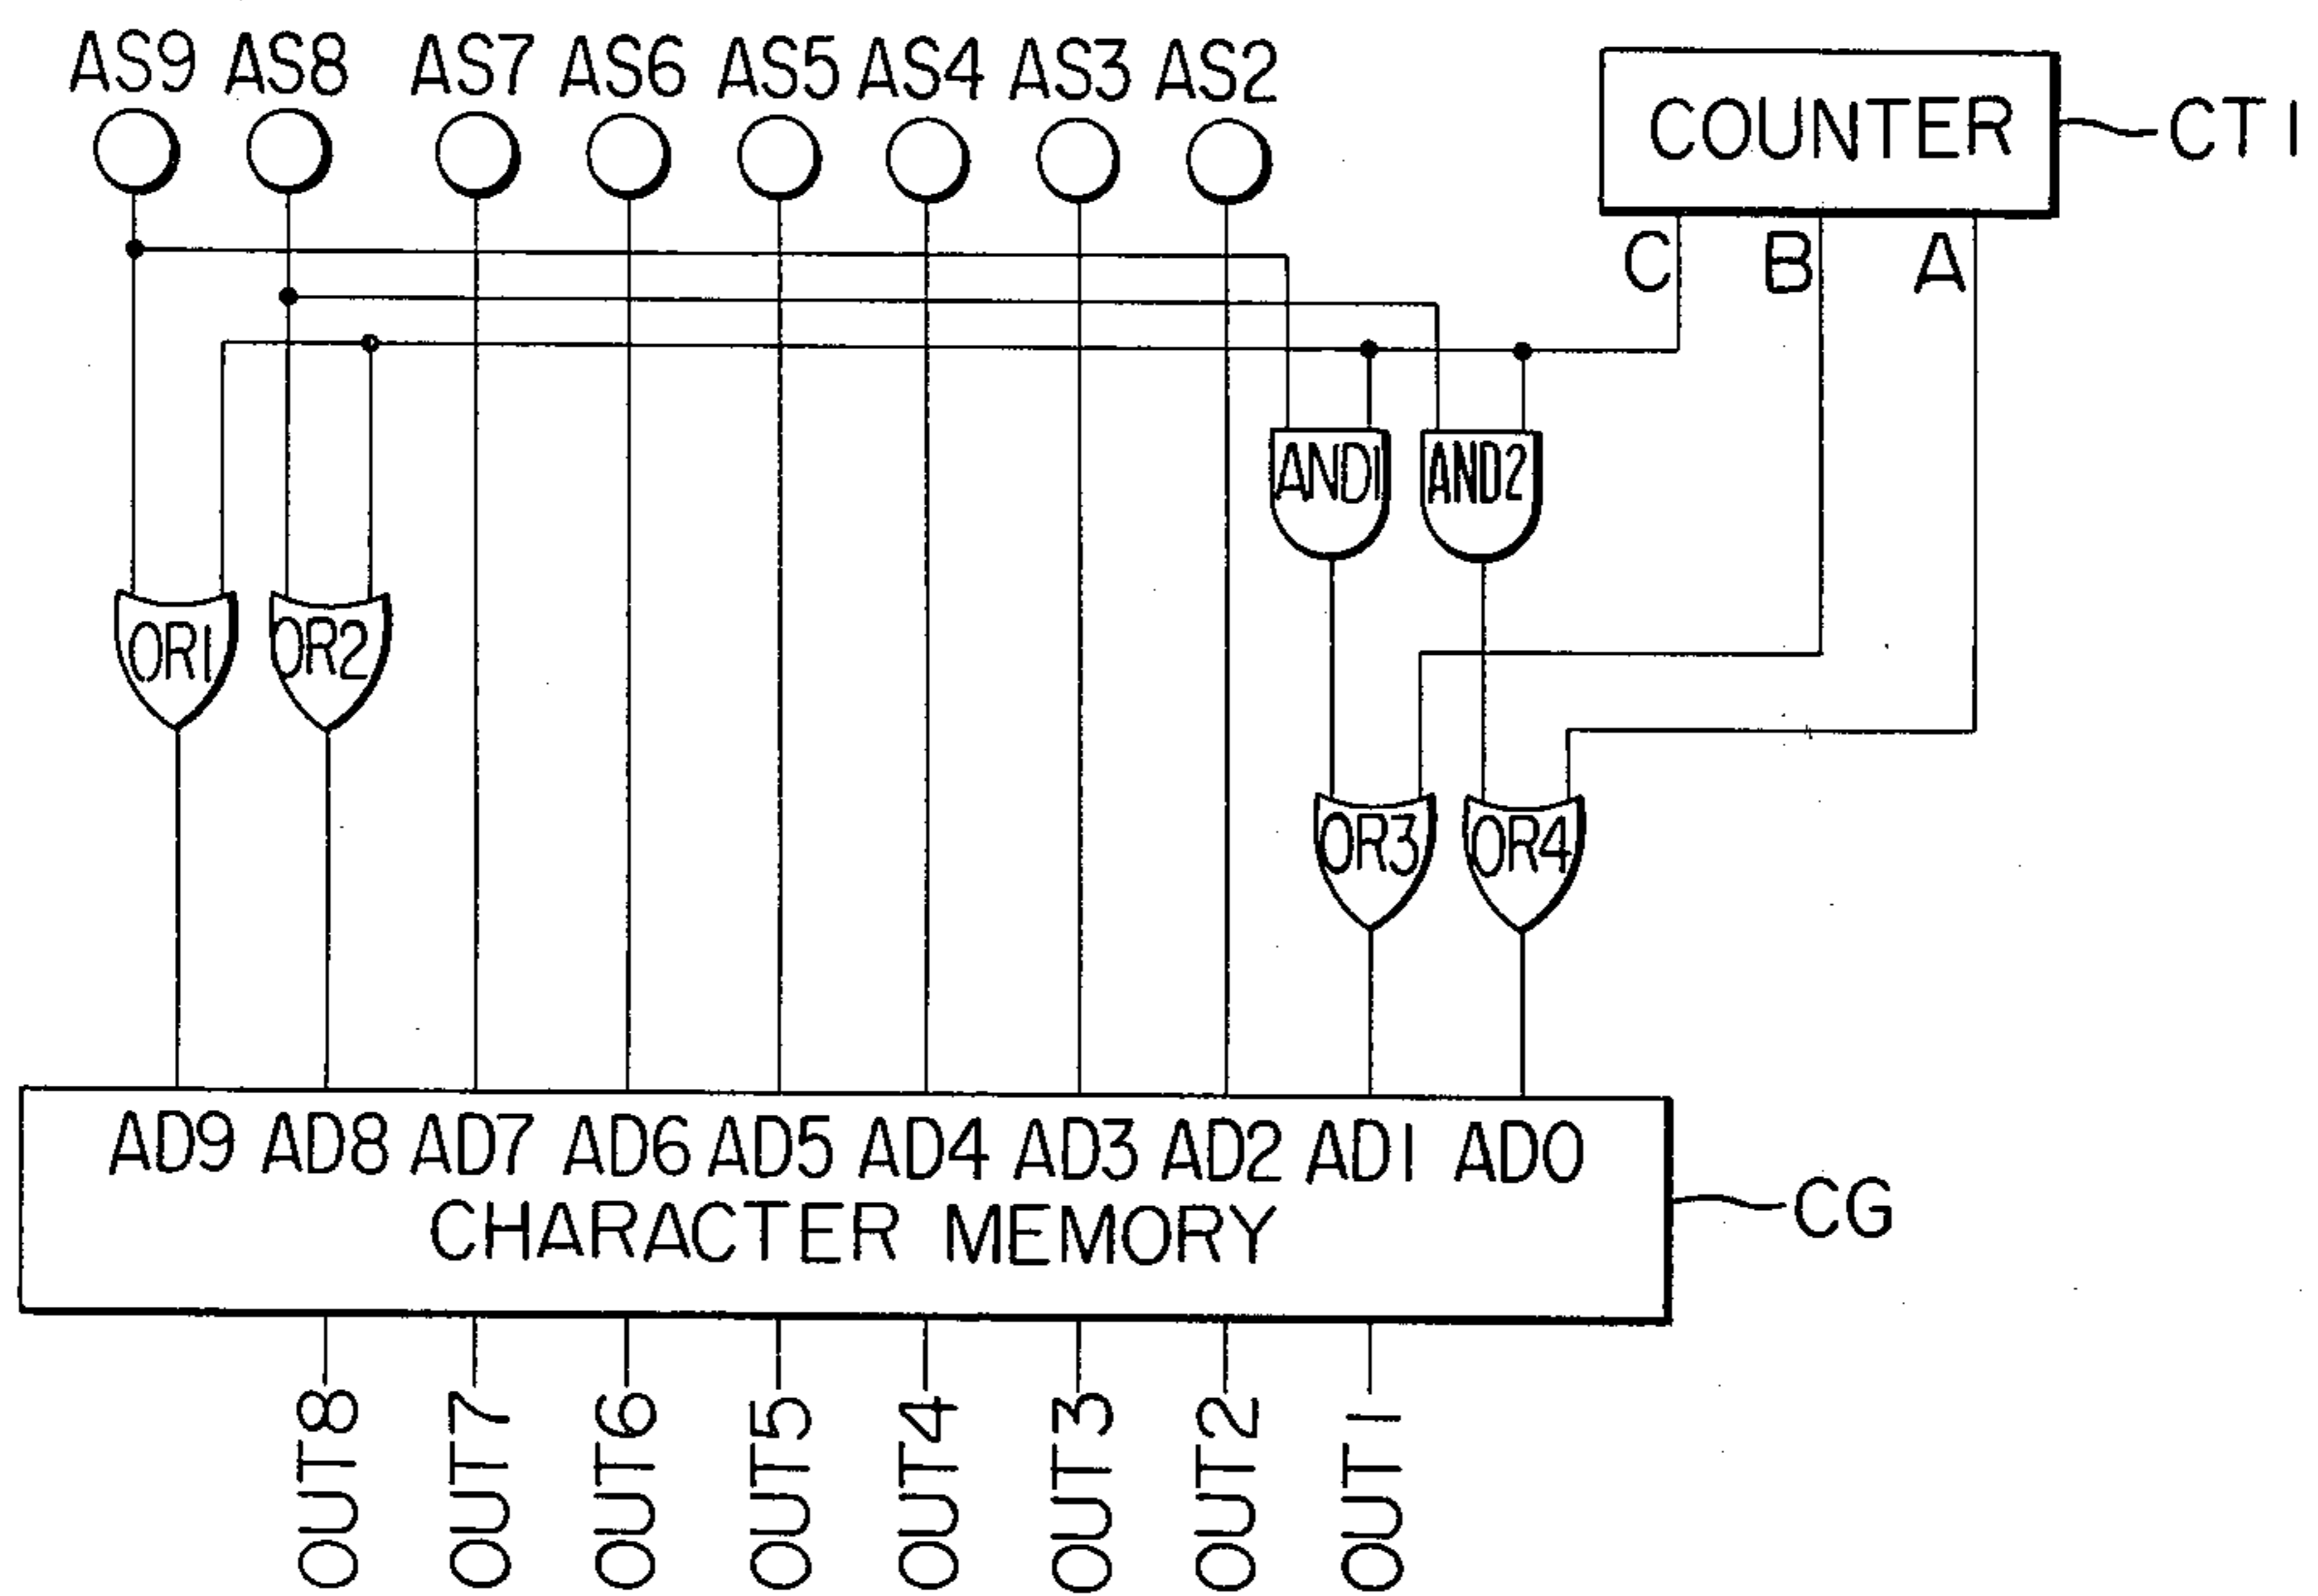 AS9 AS8 AS7 AS6 AS5 AS4 AS3 AS2
COUNTER
CT1
C B A
AND1 AND2
OR1 OR2
OR3 OR4
AD9 AD8 AD7 AD6 AD5 AD4 AD3 AD2 AD1 AD0
CHARACTER MEMORY
CG
OUT8 OUT7 OUT6 OUT5 OUT4 OUT3 OUT2 OUT1